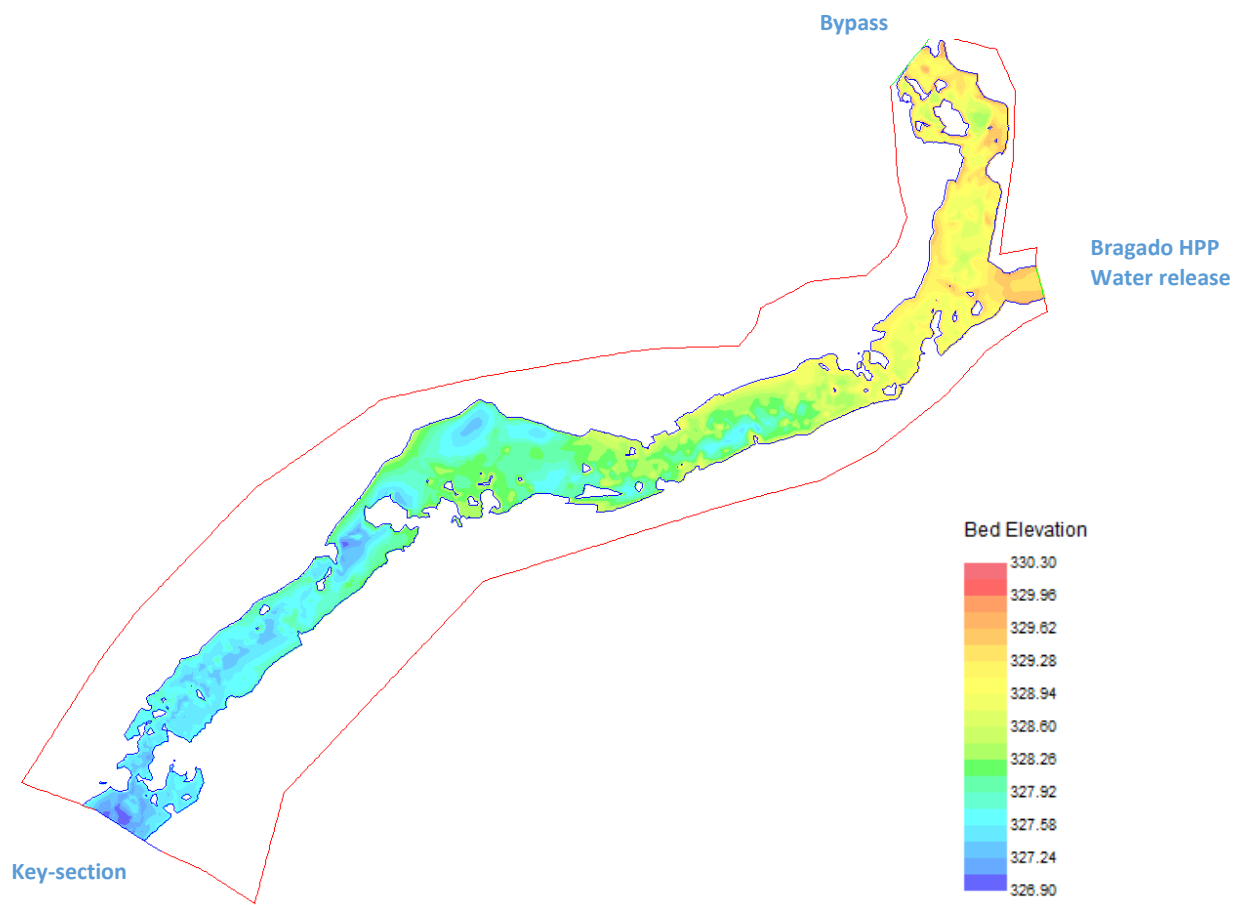 Bypass
Bragado HPP
Water release
Bed Elevation
330.30
329.96
329.62
329.28
328.94
328.60
328.26
327.92
327.58
327.24
326.90
Key-section